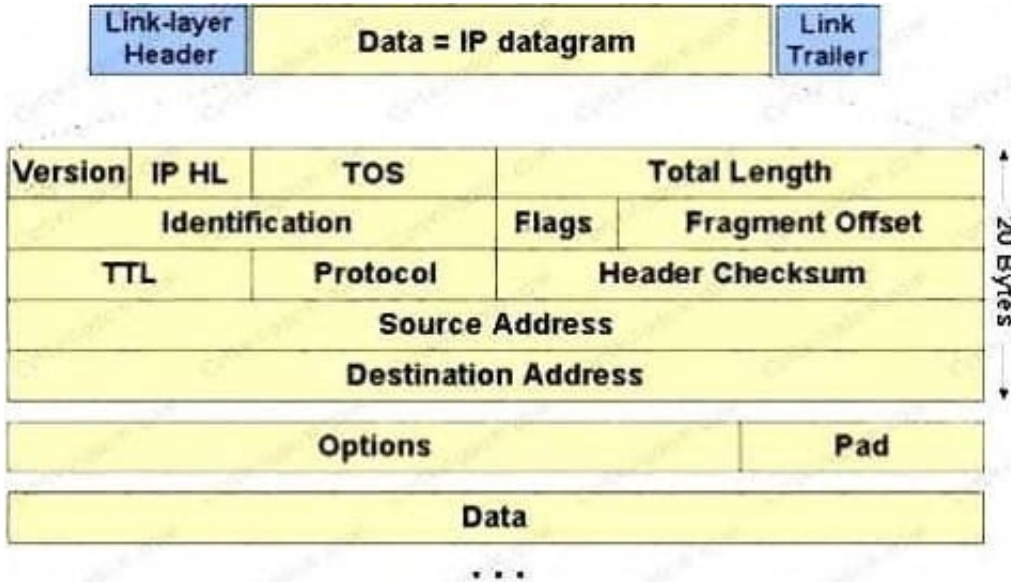 Link-layer Header
Data = IP datagram
Link Trailer
Version IP HL TOS Total Length
Identification Flags Fragment Offset
TTL Protocol Header Checksum
Source Address
Destination Address
20 Bytes
Options Pad
Data
...